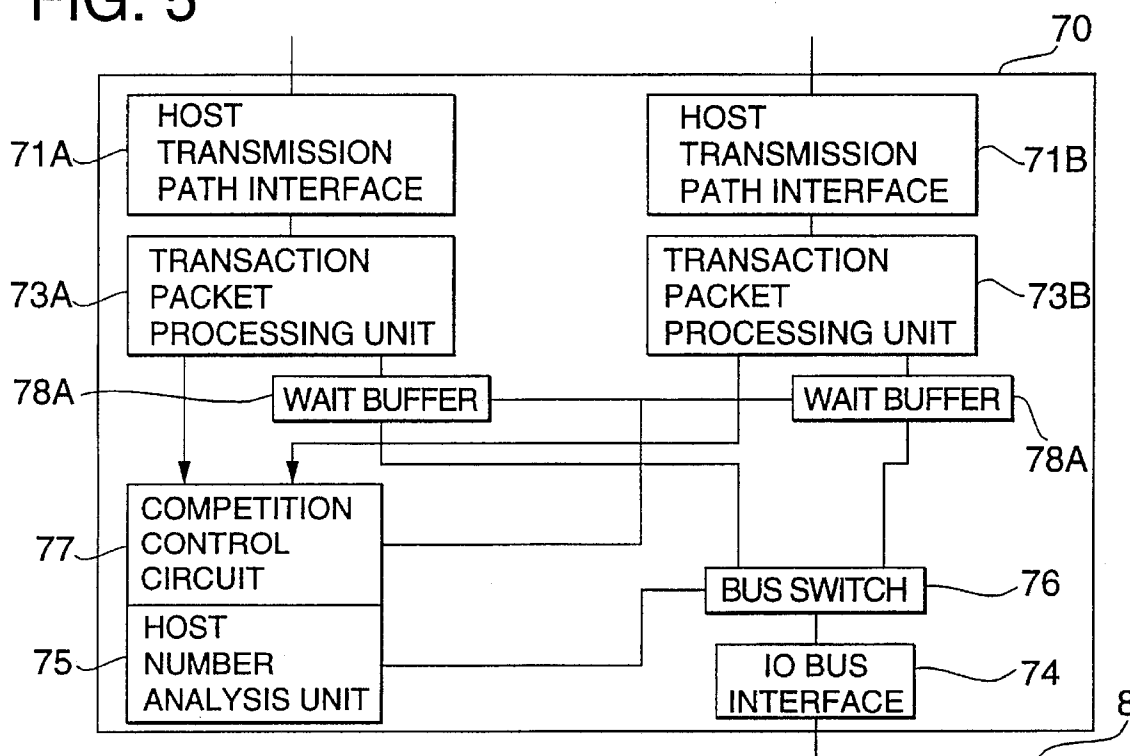 FIG. 5
70
HOST
TRANSMISSION
PATH INTERFACE
71A
HOST
TRANSMISSION
PATH INTERFACE
71B
TRANSACTION
PACKET
PROCESSING UNIT
73A
TRANSACTION
PACKET
PROCESSING UNIT
73B
78A
WAIT BUFFER
WAIT BUFFER
78A
COMPETITION
CONTROL
CIRCUIT
77
BUS SWITCH
76
HOST
NUMBER
ANALYSIS UNIT
75
IO BUS
INTERFACE
74